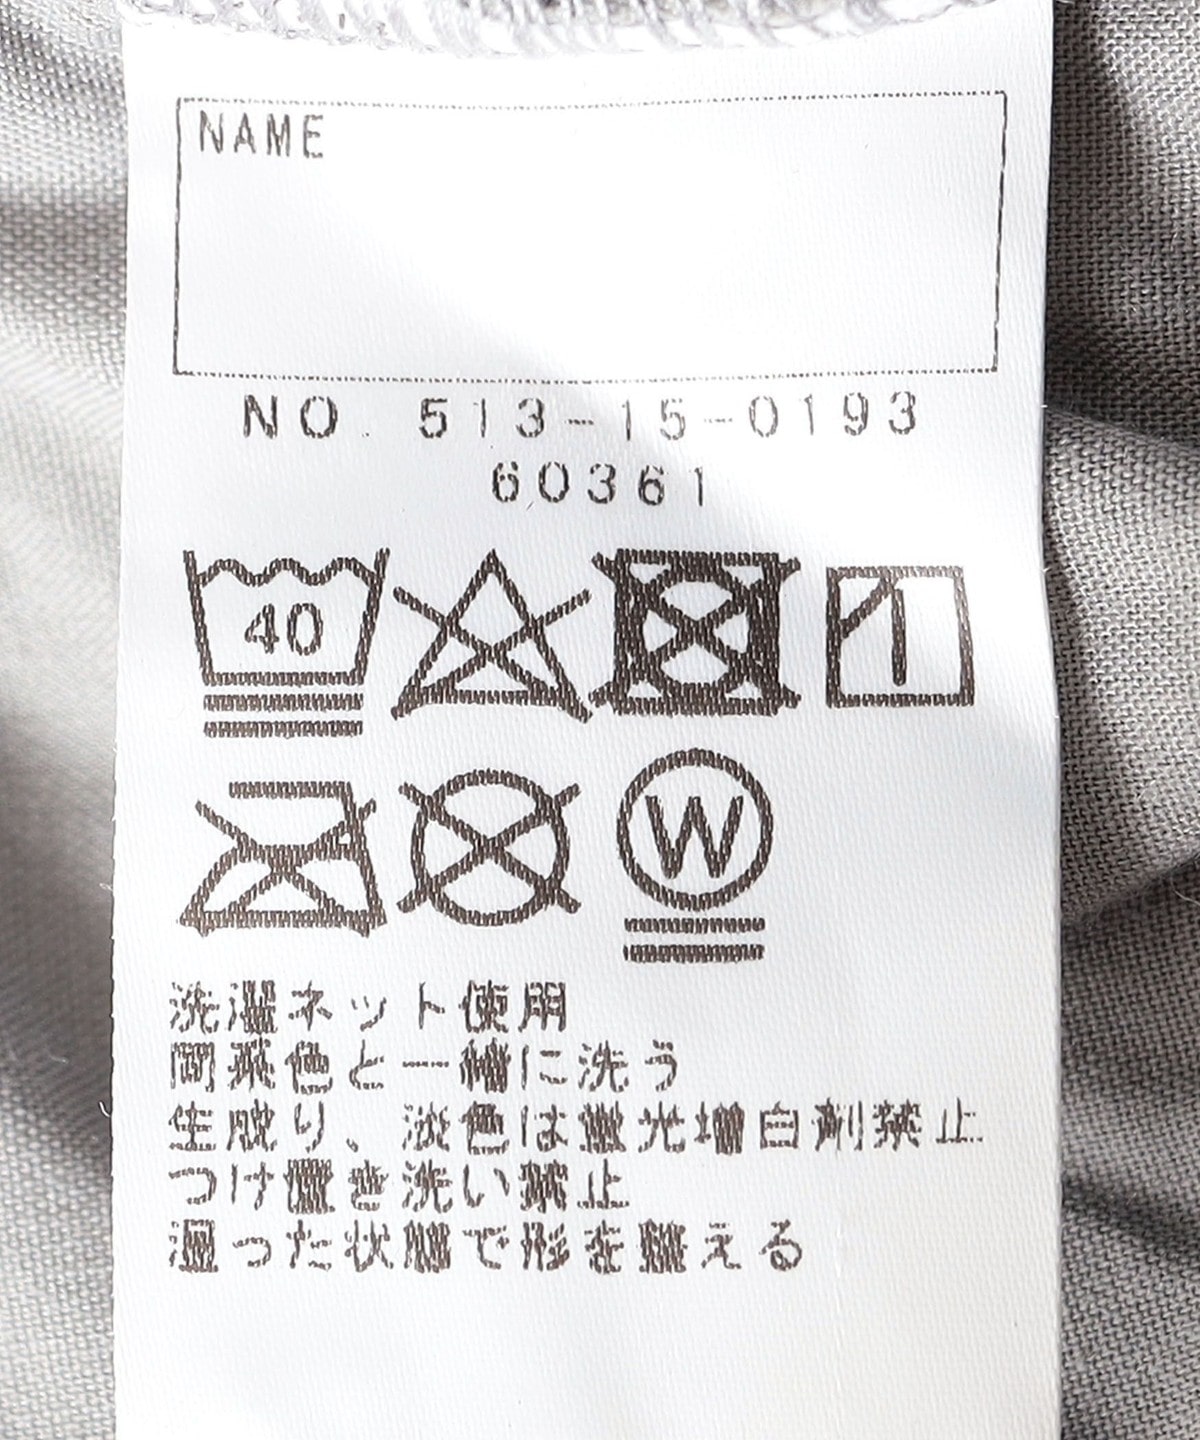 NAME
NO. 513-15-0193
60361
40
W
洗濯ネット使用
同系色と一緒に洗う
生成り、淡色は蛍光増白剤禁止
つけ置き洗い禁止
湿った状態で形を整える